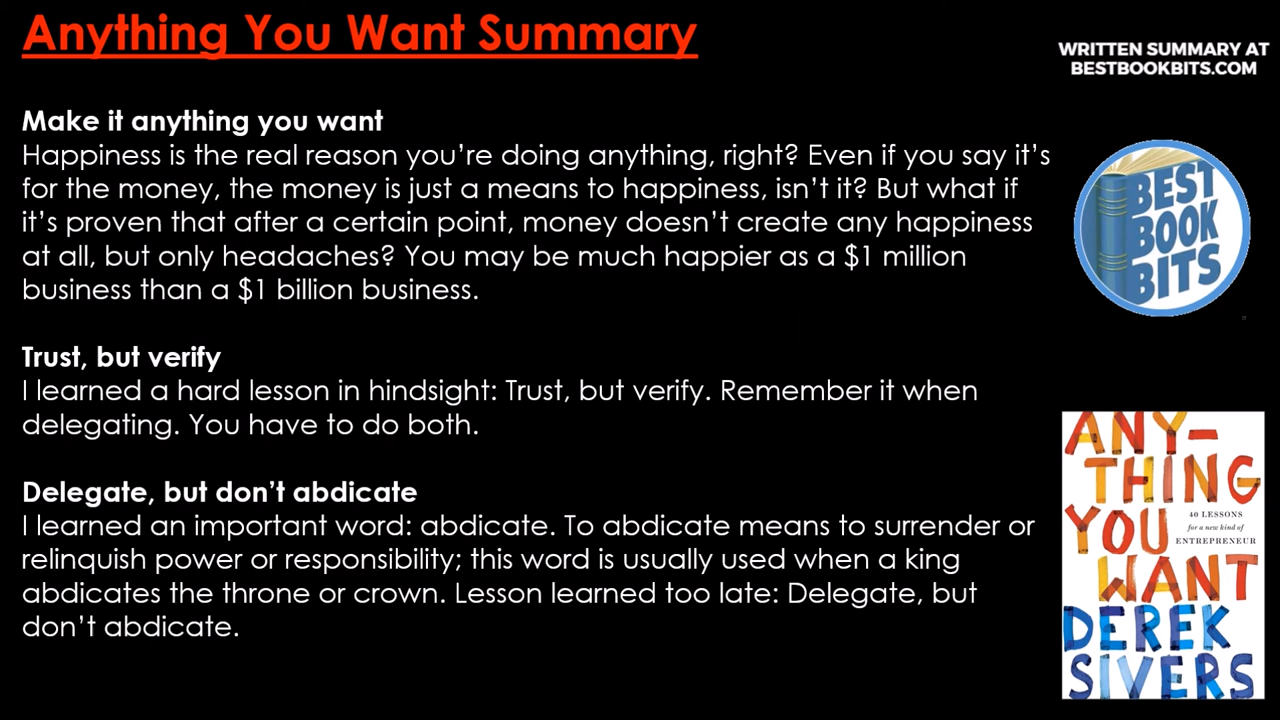 Anything You Want Summary
WRITTEN SUMMARY AT
BESTBOOKBITS.COM
Make it anything you want
Happiness is the real reason you’re doing anything, right? Even if you say it’s
for the money, the money is just a means to happiness, isn’t it? But what if
it’s proven that after a certain point, money doesn’t create any happiness
at all, but only headaches? You may be much happier as a $1 million
business than a $1 billion business.
Trust, but verify
I learned a hard lesson in hindsight: Trust, but verify. Remember it when
delegating. You have to do both.
Delegate, but don’t abdicate
I learned an important word: abdicate. To abdicate means to surrender or
relinquish power or responsibility; this word is usually used when a king
abdicates the throne or crown. Lesson learned too late: Delegate, but
don’t abdicate.
BEST
BOOK
BITS
ANY-
THING
YOU
WANT
40 LESSONS
for a new kind of
ENTREPRENEUR
DEREK
SIVERS